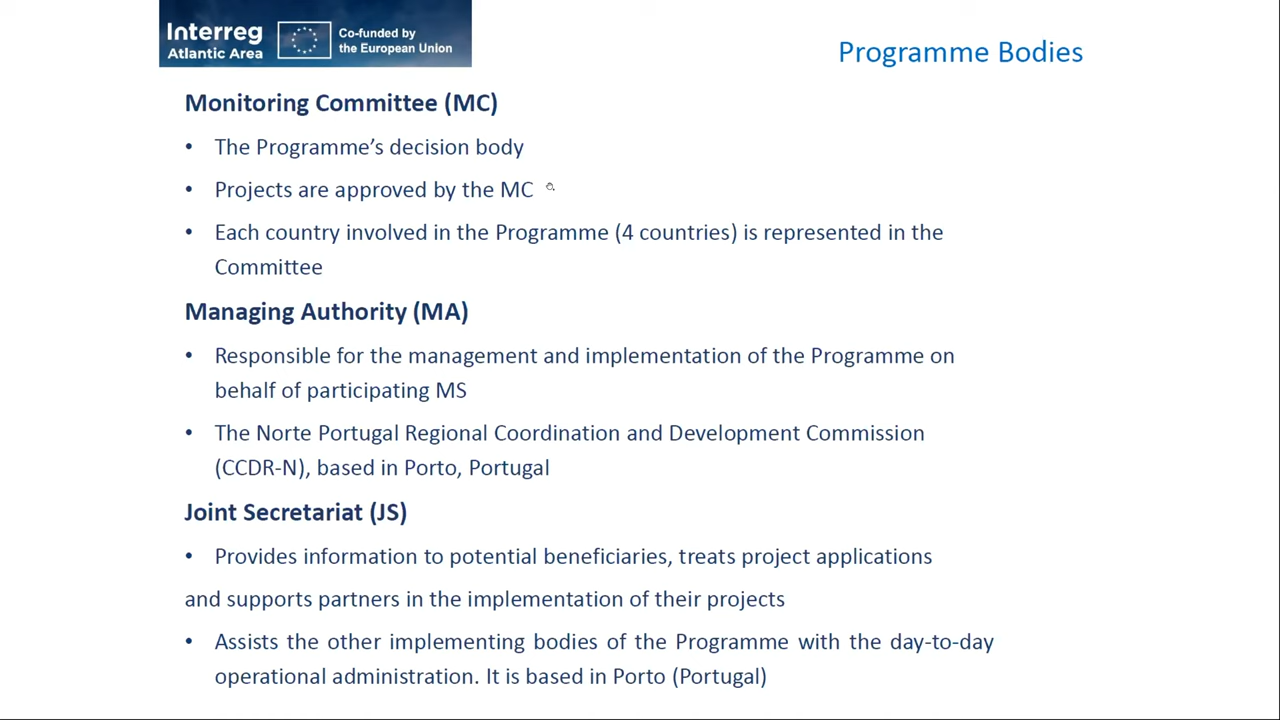 Interreg
Atlantic Area
Co-funded by
the European Union
Programme Bodies
Monitoring Committee (MC)
• The Programme’s decision body
• Projects are approved by the MC
• Each country involved in the Programme (4 countries) is represented in the
Committee
Managing Authority (MA)
• Responsible for the management and implementation of the Programme on
behalf of participating MS
• The Norte Portugal Regional Coordination and Development Commission
(CCDR-N), based in Porto, Portugal
Joint Secretariat (JS)
• Provides information to potential beneficiaries, treats project applications
and supports partners in the implementation of their projects
• Assists the other implementing bodies of the Programme with the day-to-day
operational administration. It is based in Porto (Portugal)